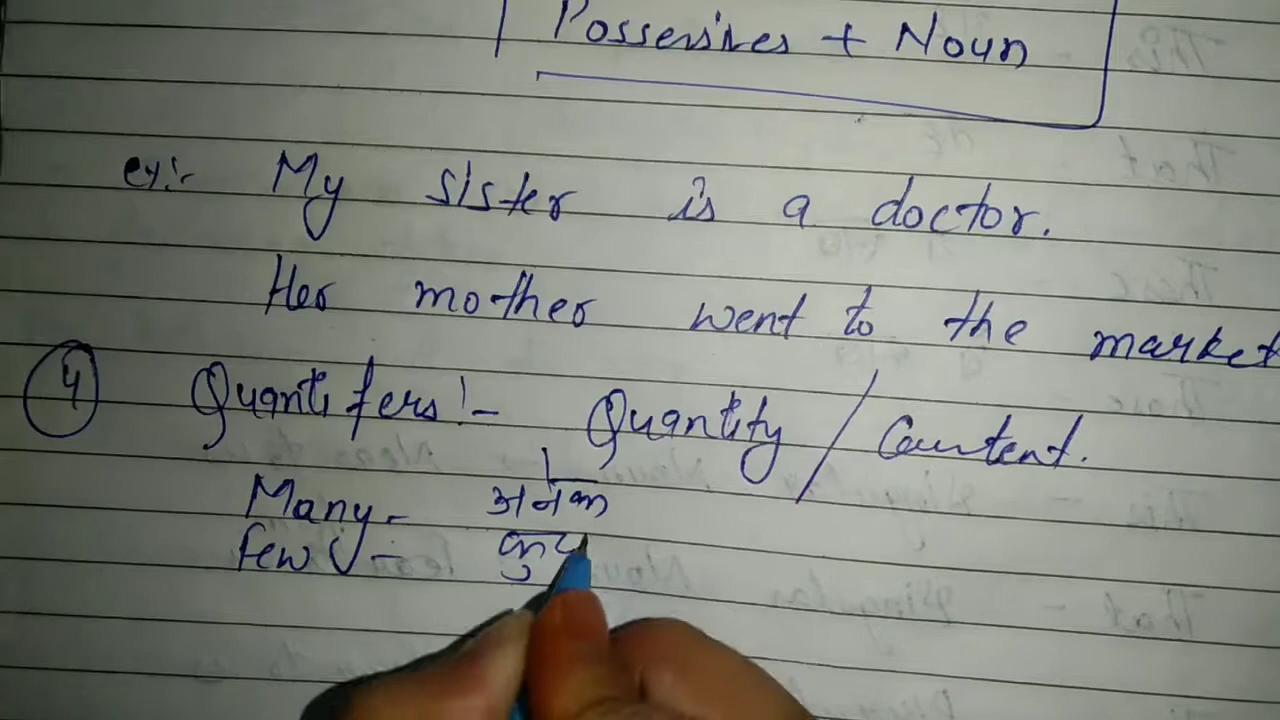 Possessives + Noun
ex:- My sister is a doctor.
Her mother went to the market
4 Quantifers:- Quantity / Content.
Many - अनेक
few -